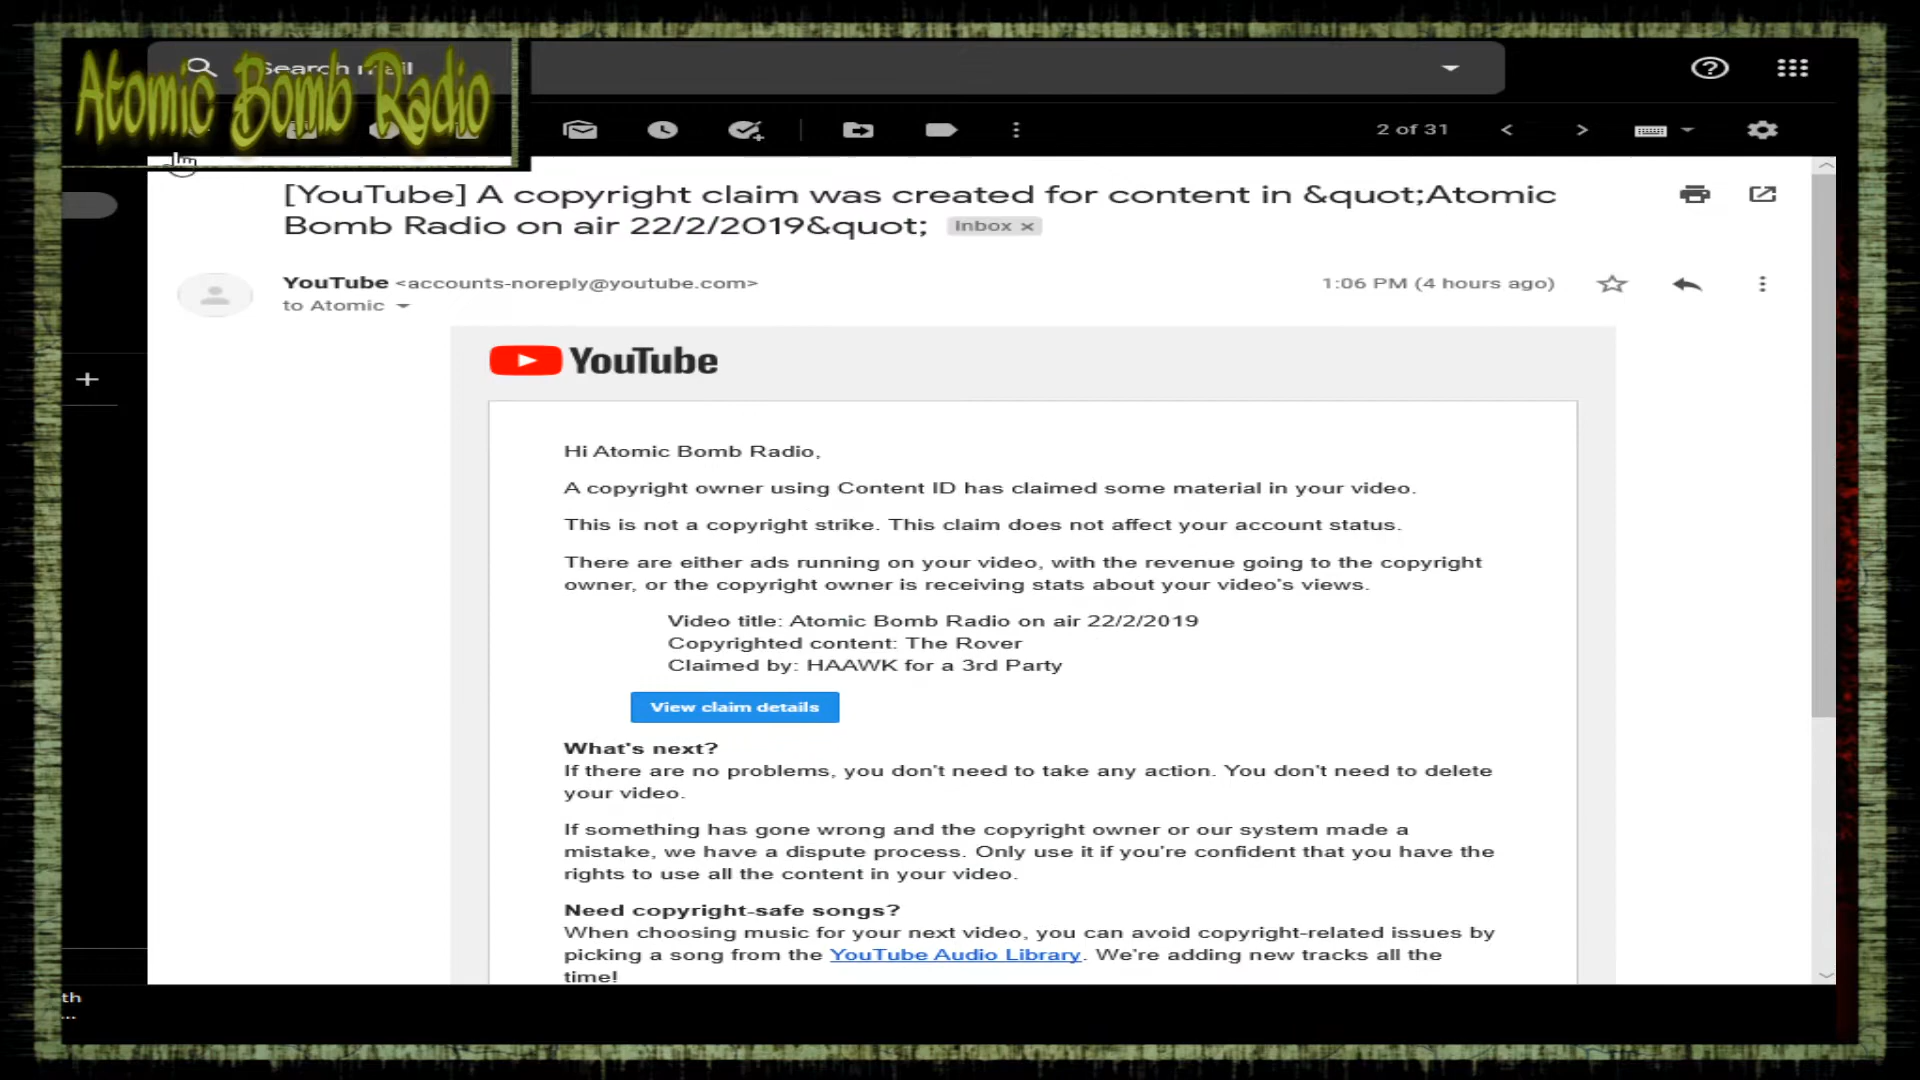 Atomic Bomb Radio
Search mail
2 of 31
[YouTube] A copyright claim was created for content in &quot;Atomic
Bomb Radio on air 22/2/2019&quot; Inbox ×
YouTube <accounts-noreply@youtube.com>
1:06 PM (4 hours ago)
to Atomic
YouTube
Hi Atomic Bomb Radio,
A copyright owner using Content ID has claimed some material in your video.
This is not a copyright strike. This claim does not affect your account status.
There are either ads running on your video, with the revenue going to the copyright
owner, or the copyright owner is receiving stats about your video's views.
Video title: Atomic Bomb Radio on air 22/2/2019
Copyrighted content: The Rover
Claimed by: HAAWK for a 3rd Party
View claim details
What's next?
If there are no problems, you don't need to take any action. You don't need to delete
your video.
If something has gone wrong and the copyright owner or our system made a
mistake, we have a dispute process. Only use it if you're confident that you have the
rights to use all the content in your video.
Need copyright-safe songs?
When choosing music for your next video, you can avoid copyright-related issues by
picking a song from the YouTube Audio Library. We're adding new tracks all the
time!
th
...